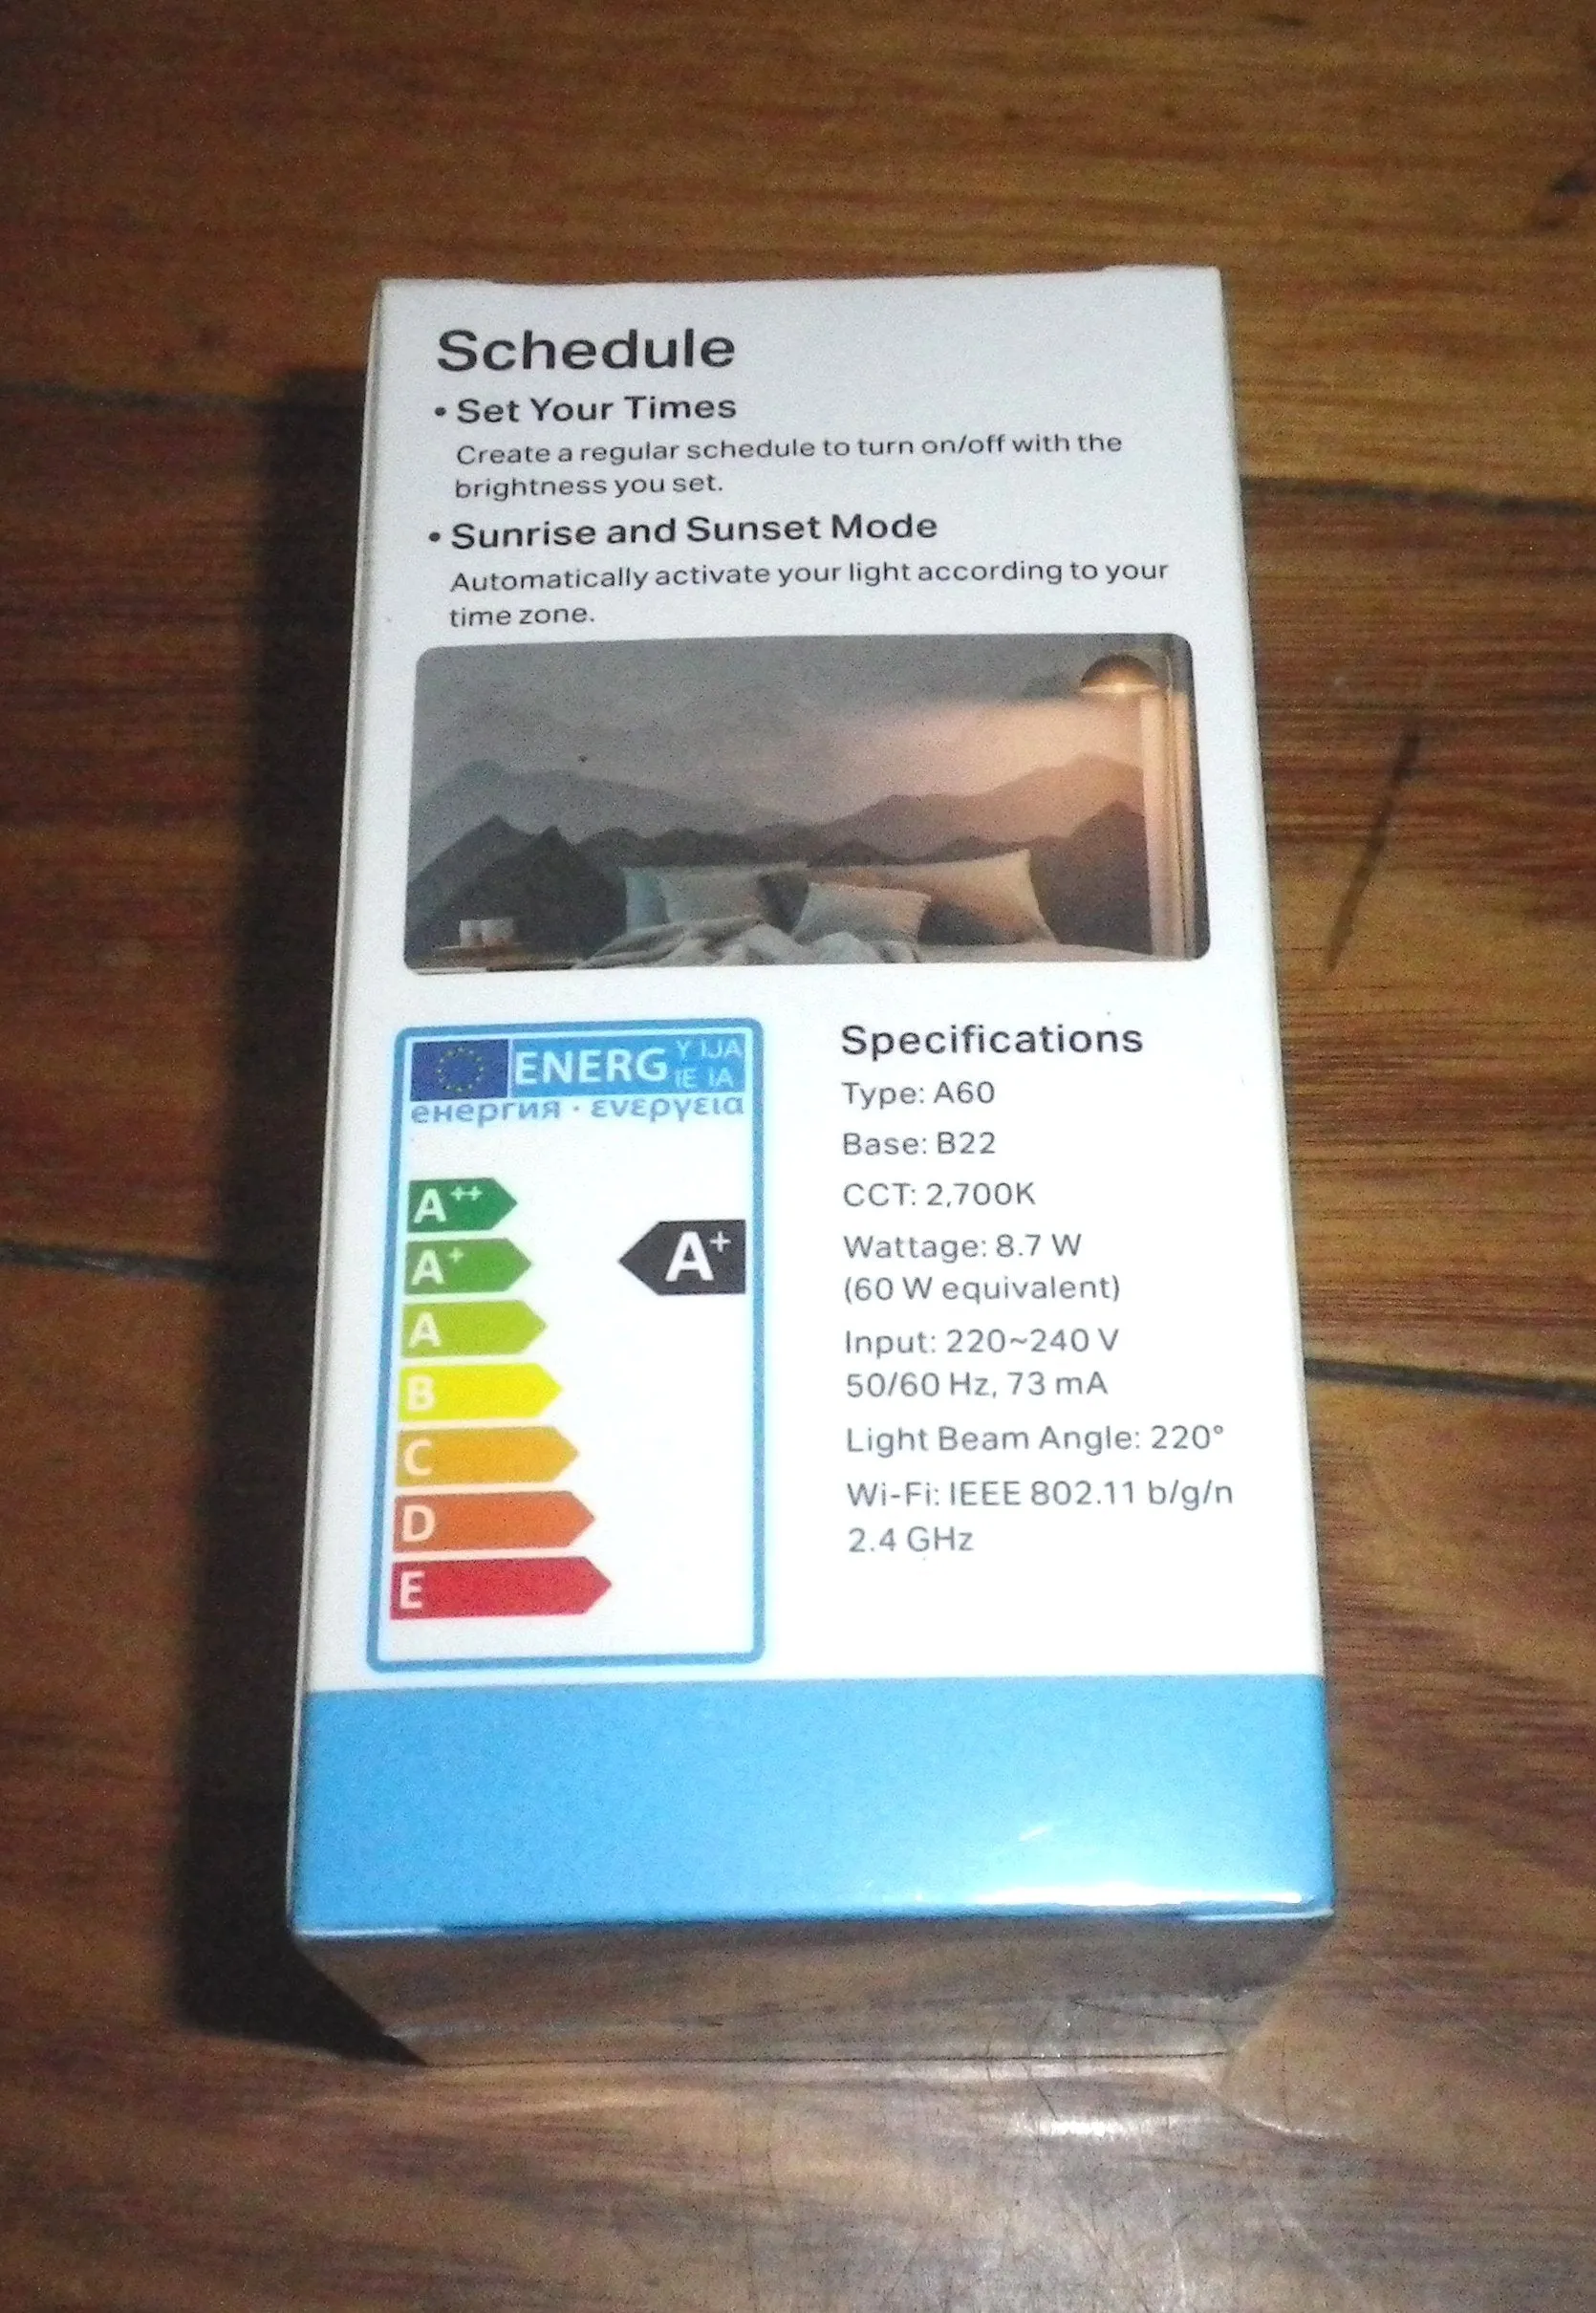 Schedule
• Set Your Times
Create a regular schedule to turn on/off with the
brightness you set.
• Sunrise and Sunset Mode
Automatically activate your light according to your
time zone.
ENERG Y IJA
IE IA
енергия · ενεργεια
A++
A+
A+
A
B
C
D
E
Specifications
Type: A60
Base: B22
CCT: 2,700K
Wattage: 8.7 W
(60 W equivalent)
Input: 220~240 V
50/60 Hz, 73 mA
Light Beam Angle: 220°
Wi-Fi: IEEE 802.11 b/g/n
2.4 GHz